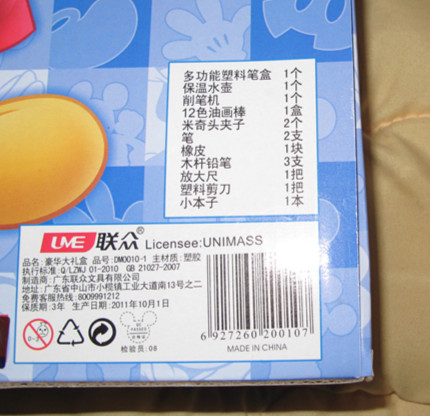 多功能塑料笔盒 1个
保温水壶 1个
削笔机 1个
12色油画棒 1盒
米奇头夹子 2个
笔 2支
橡皮 1块
木杆铅笔 3支
放大尺 1把
塑料剪刀 1把
小本子 1本
UME 联众® Licensee:UNIMASS
品名:豪华大礼盒 品号:DM0010-1 主材质:塑胶
执行标准:Q/LZWJ 01-2010 GB 21027-2007
制造商:广东联众文具有限公司
地址:广东省中山市小榄镇工业大道南13号之二
免费客服热线:8009991212
保质期:3年 生产日期:2011年10月1日
0-3
检验员:08
6 927260 200107
MADE IN CHINA